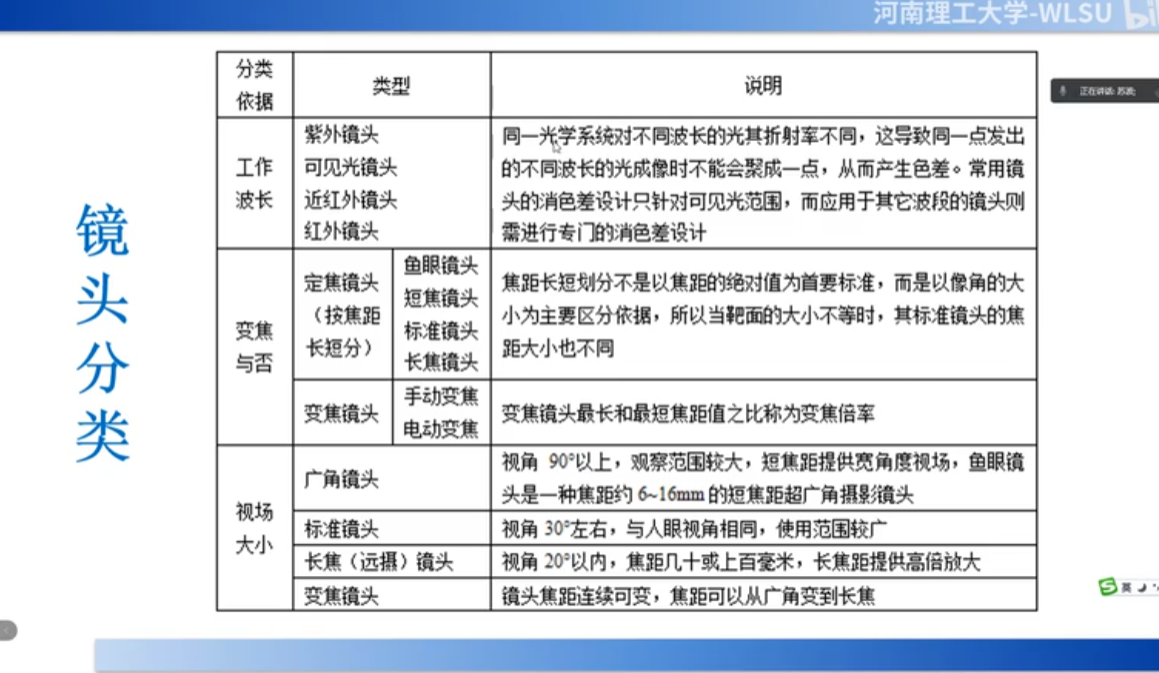 河南理工大学-WLSU
正在讲话: 苏波;
镜头分类
分类
依据
类型
说明
工作
波长
紫外镜头
可见光镜头
近红外镜头
红外镜头
同一光学系统对不同波长的光其折射率不同，这导致同一点发出
的不同波长的光成像时不能会聚成一点，从而产生色差。常用镜
头的消色差设计只针对可见光范围，而应用于其它波段的镜头则
需进行专门的消色差设计
变焦
与否
定焦镜头
（按焦距
长短分）
鱼眼镜头
短焦镜头
标准镜头
长焦镜头
焦距长短划分不是以焦距的绝对值为首要标准，而是以像角的大
小为主要区分依据，所以当靶面的大小不等时，其标准镜头的焦
距大小也不同
变焦镜头
手动变焦
电动变焦
变焦镜头最长和最短焦距值之比称为变焦倍率
视场
大小
广角镜头
视角 90°以上，观察范围较大，短焦距提供宽角度视场，鱼眼镜
头是一种焦距约 6~16mm 的短焦距超广角摄影镜头
标准镜头
视角 30°左右，与人眼视角相同，使用范围较广
长焦（远摄）镜头
视角 20°以内，焦距几十或上百毫米，长焦距提供高倍放大
变焦镜头
镜头焦距连续可变，焦距可以从广角变到长焦
英